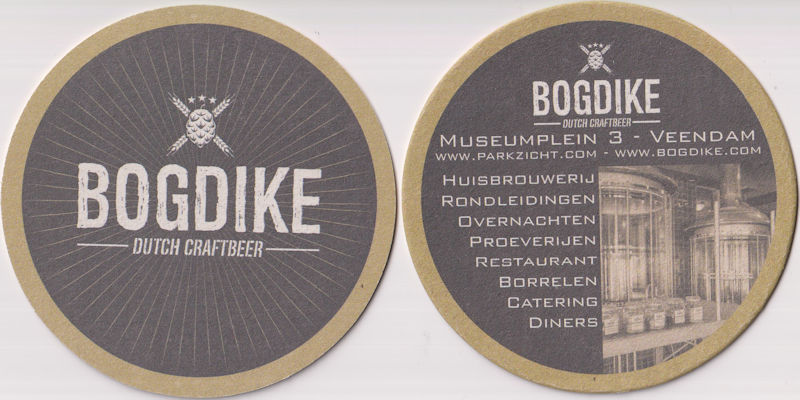 BOGDIKE
DUTCH CRAFTBEER
BOGDIKE
DUTCH CRAFTBEER
MUSEUMPLEIN 3 - VEENDAM
WWW.PARKZICHT.COM - WWW.BOGDIKE.COM
HUISBROUWERIJ
RONDLEIDINGEN
OVERNACHTEN
PROEVERIJEN
RESTAURANT
BORRELEN
CATERING
DINERS